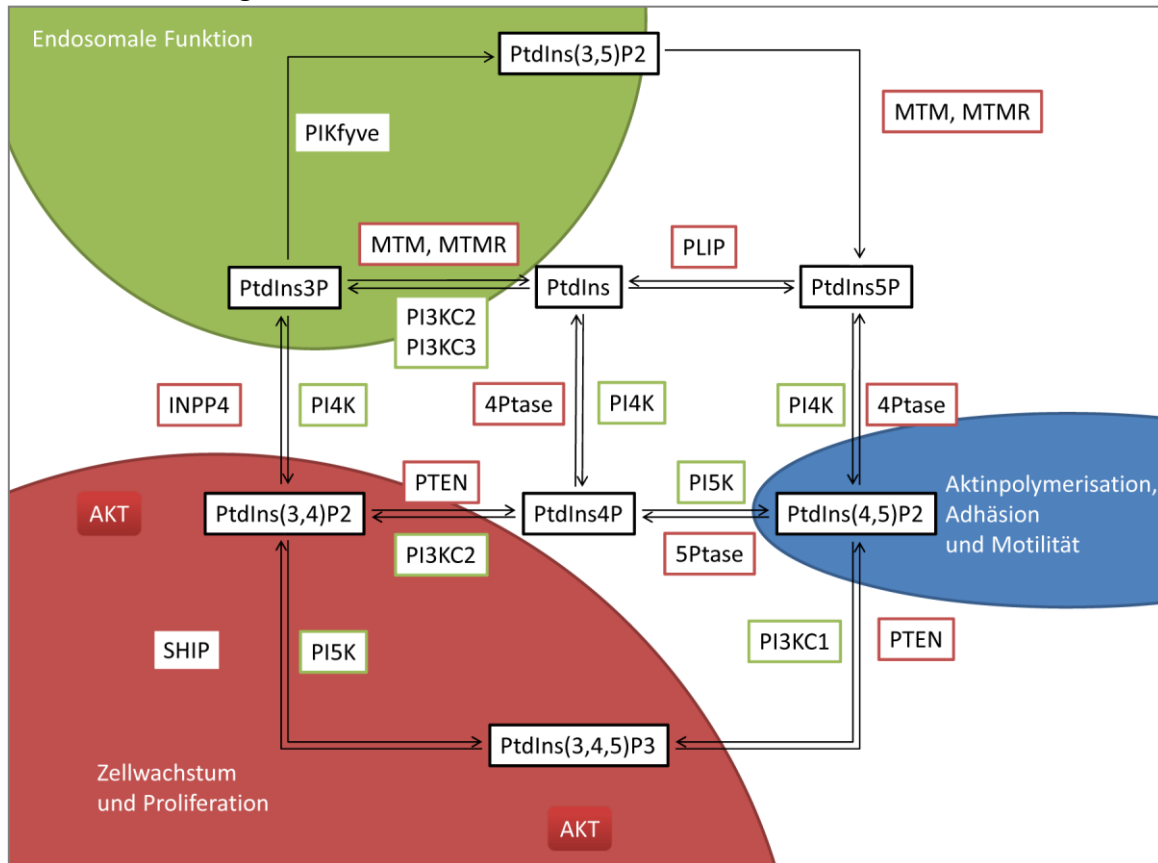 Endosomale Funktion
PtdIns(3,5)P2
PIKfyve
MTM, MTMR
MTM, MTMR
PLIP
PtdIns3P
PtdIns
PtdIns5P
PI3KC2
PI3KC3
INPP4
PI4K
4Ptase
PI4K
PI4K
4Ptase
AKT
PtdIns(3,4)P2
PTEN
PI3KC2
PtdIns4P
PI5K
5Ptase
PtdIns(4,5)P2
Aktinpolymerisation,
Adhäsion
und Motilität
SHIP
PI5K
PI3KC1
PTEN
PtdIns(3,4,5)P3
Zellwachstum
und Proliferation
AKT